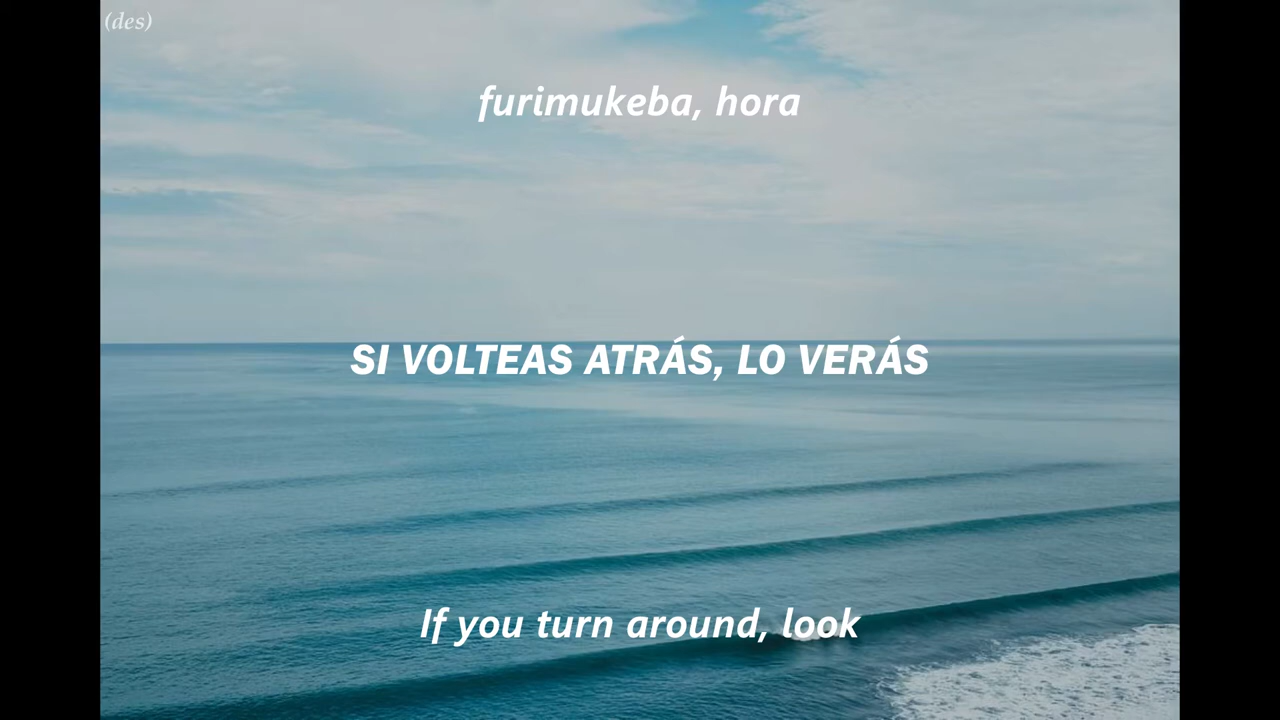 (des)
furimukeba, hora
SI VOLTEAS ATRÁS, LO VERÁS
If you turn around, look